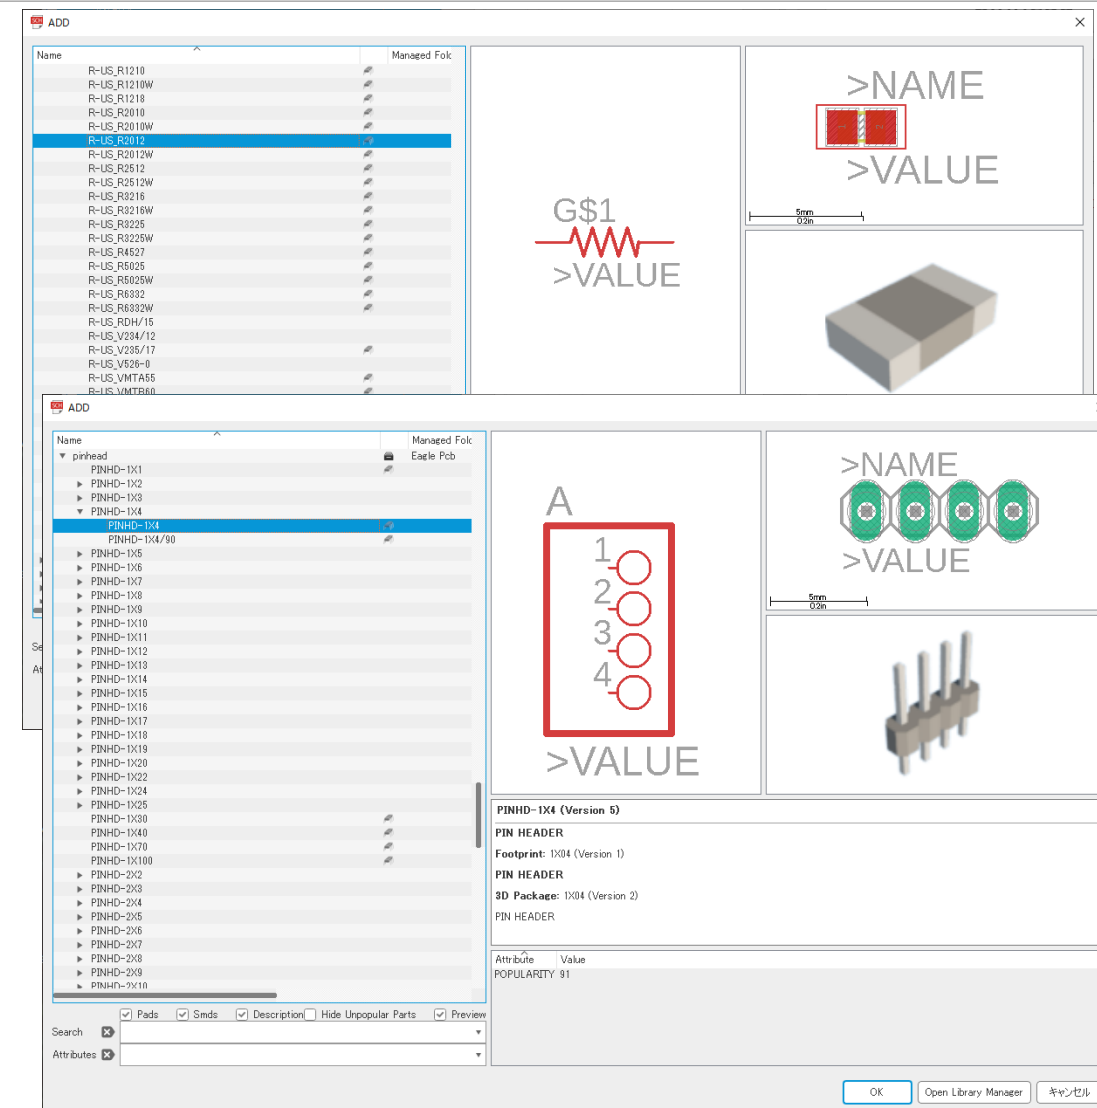 ADD
Name Managed Folc
R-US_R1210
R-US_R1210W
R-US_R1218
R-US_R2010
R-US_R2010W
R-US_R2012
R-US_R2012W
R-US_R2512
R-US_R2512W
R-US_R3216
R-US_R3216W
R-US_R3225
R-US_R3225W
R-US_R4527
R-US_R5025
R-US_R5025W
R-US_R6332
R-US_R6332W
R-US_RDH/15
R-US_V234/12
R-US_V235/17
R-US_V526-0
R-US_VMTA55
R-US_VMTB60
G$1
>VALUE
>NAME
>VALUE
5mm
0.2in
Se
At
ADD
Name Managed Folc
pinhead Eagle Pcb
PINHD-1X1
PINHD-1X2
PINHD-1X3
PINHD-1X4
PINHD-1X4
PINHD-1X4/90
PINHD-1X5
PINHD-1X6
PINHD-1X7
PINHD-1X8
PINHD-1X9
PINHD-1X10
PINHD-1X11
PINHD-1X12
PINHD-1X13
PINHD-1X14
PINHD-1X15
PINHD-1X16
PINHD-1X17
PINHD-1X18
PINHD-1X19
PINHD-1X20
PINHD-1X22
PINHD-1X24
PINHD-1X25
PINHD-1X30
PINHD-1X40
PINHD-1X70
PINHD-1X100
PINHD-2X2
PINHD-2X3
PINHD-2X4
PINHD-2X5
PINHD-2X6
PINHD-2X7
PINHD-2X8
PINHD-2X9
PINHD-2X10
A
1
2
3
4
>VALUE
>NAME
>VALUE
5mm
0.2in
PINHD-1X4 (Version 5)
PIN HEADER
Footprint: 1X04 (Version 1)
PIN HEADER
3D Package: 1X04 (Version 2)
PIN HEADER
Attribute Value
POPULARITY 91
Pads Smds Description Hide Unpopular Parts Preview
Search
Attributes
OK Open Library Manager キャンセル